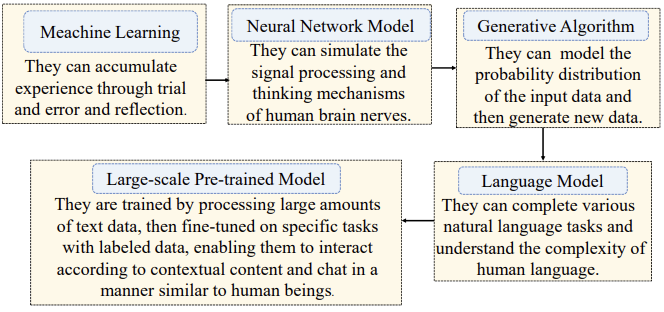 Meachine Learning
They can accumulate
experience through trial
and error and reflection.
Neural Network Model
They can simulate the
signal processing and
thinking mechanisms
of human brain nerves.
Generative Algorithm
They can model the
probability distribution
of the input data and
then generate new data.
Language Model
They can complete various
natural language tasks and
understand the complexity of
human language.
Large-scale Pre-trained Model
They are trained by processing large amounts
of text data, then fine-tuned on specific tasks
with labeled data, enabling them to interact
according to contextual content and chat in a
manner similar to human beings.